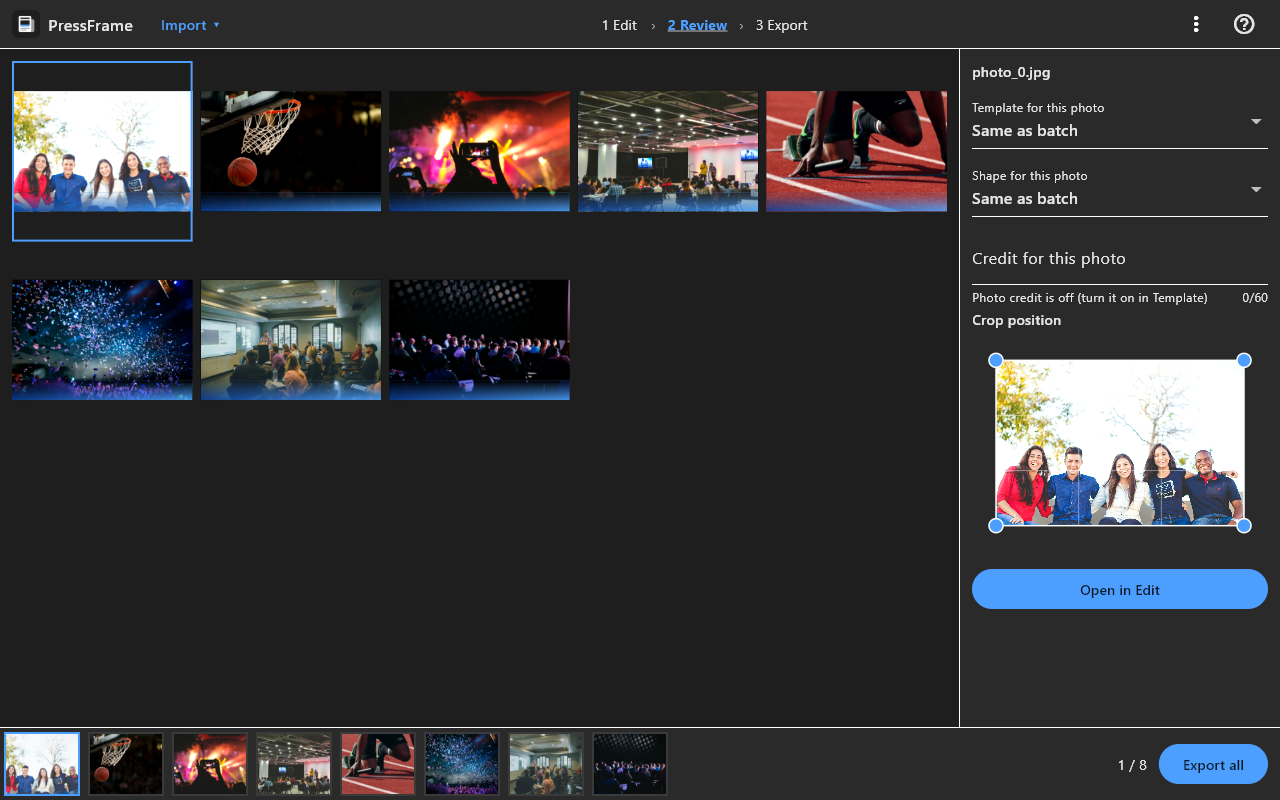 PressFrame
Import
1 Edit › 2 Review › 3 Export
photo_0.jpg
Template for this photo
Same as batch
Shape for this photo
Same as batch
Credit for this photo
Photo credit is off (turn it on in Template) 0/60
Crop position
Open in Edit
1 / 8
Export all